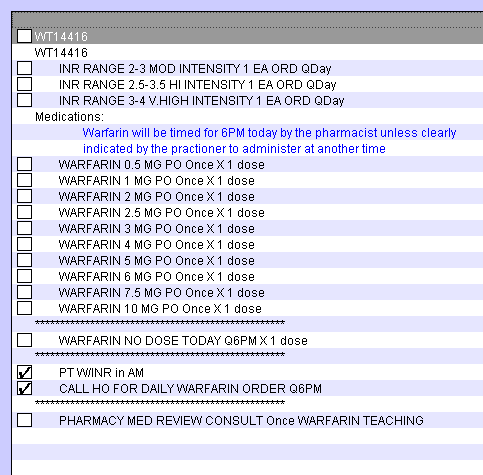 WT14416
WT14416
INR RANGE 2-3 MOD INTENSITY 1 EA ORD QDay
INR RANGE 2.5-3.5 HI INTENSITY 1 EA ORD QDay
INR RANGE 3-4 V.HIGH INTENSITY 1 EA ORD QDay
Medications:
Warfarin will be timed for 6PM today by the pharmacist unless clearly
indicated by the practioner to administer at another time
WARFARIN 0.5 MG PO Once X 1 dose
WARFARIN 1 MG PO Once X 1 dose
WARFARIN 2 MG PO Once X 1 dose
WARFARIN 2.5 MG PO Once X 1 dose
WARFARIN 3 MG PO Once X 1 dose
WARFARIN 4 MG PO Once X 1 dose
WARFARIN 5 MG PO Once X 1 dose
WARFARIN 6 MG PO Once X 1 dose
WARFARIN 7.5 MG PO Once X 1 dose
WARFARIN 10 MG PO Once X 1 dose
**************************************************
WARFARIN NO DOSE TODAY Q6PM X 1 dose
**************************************************
PT W/INR in AM
CALL HO FOR DAILY WARFARIN ORDER Q6PM
**************************************************
PHARMACY MED REVIEW CONSULT Once WARFARIN TEACHING